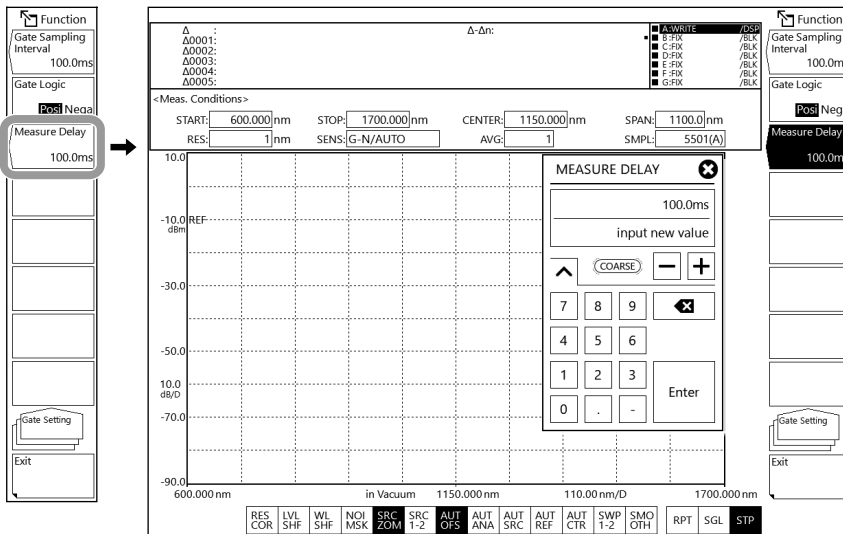 Function
Gate Sampling
Interval
100.0ms
Gate Logic
Posi Nega
Measure Delay
100.0ms
Gate Setting
Exit
Δ :
Δ0001:
Δ0002:
Δ0003:
Δ0004:
Δ0005:
Δ-Δn:
A:WRITE /DSP
B:FIX /BLK
C:FIX /BLK
D:FIX /BLK
E:FIX /BLK
F:FIX /BLK
G:FIX /BLK
<Meas. Conditions>
START: 600.000 nm STOP: 1700.000 nm CENTER: 1150.000 nm SPAN: 1100.0 nm
RES: 1 nm SENS: G-N/AUTO AVG: 1 SMPL: 5501(A)
10.0
-10.0 REF
dBm
-30.0
-50.0
10.0
dB/D
-70.0
-90.0
600.000 nm in Vacuum 1150.000 nm 110.00 nm/D 1700.000 nm
MEASURE DELAY
100.0ms
input new value
COARSE − +
7 8 9
4 5 6
1 2 3
Enter
0 . -
RES COR
LVL SHF
WL SHF
NOI MSK
SRC ZOM
SRC 1-2
AUT OFS
AUT ANA
AUT SRC
AUT REF
AUT CTR
SWP 1-2
SMO OTH
RPT SGL STP
Function
Gate Sampling
Interval
100.0m
Gate Logic
Posi Neg
Measure Delay
100.0m
Gate Setting
Exit